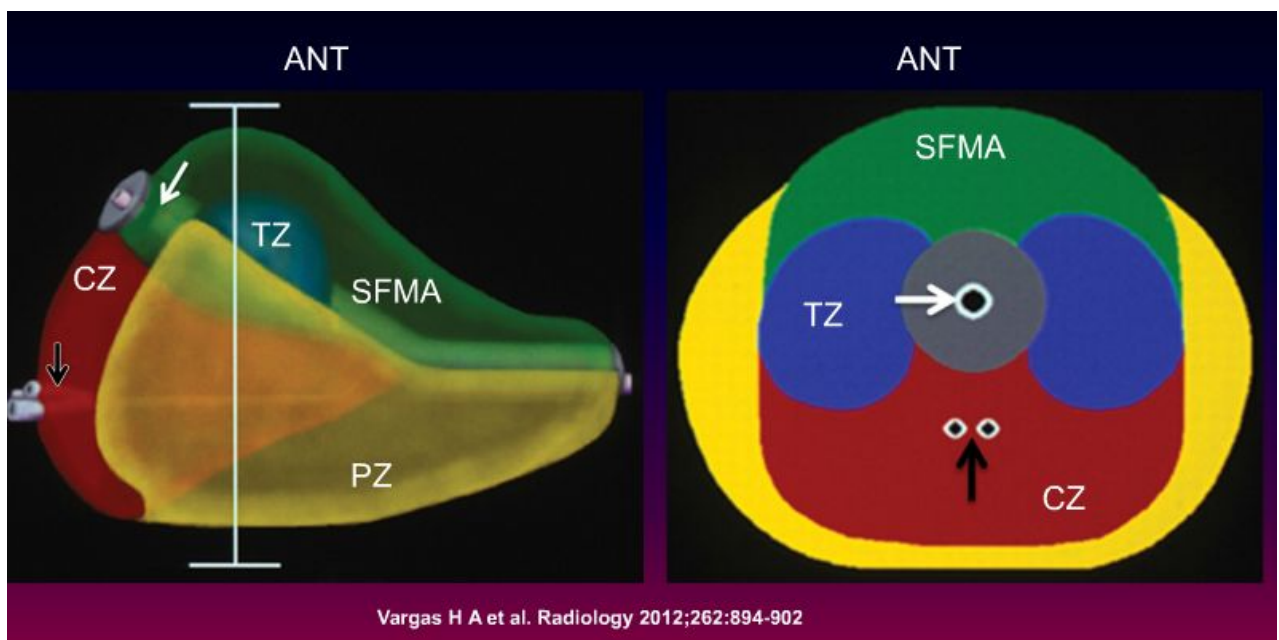 ANT
ANT
SFMA
TZ
CZ
SFMA
TZ
PZ
CZ
Vargas H A et al. Radiology 2012;262:894-902